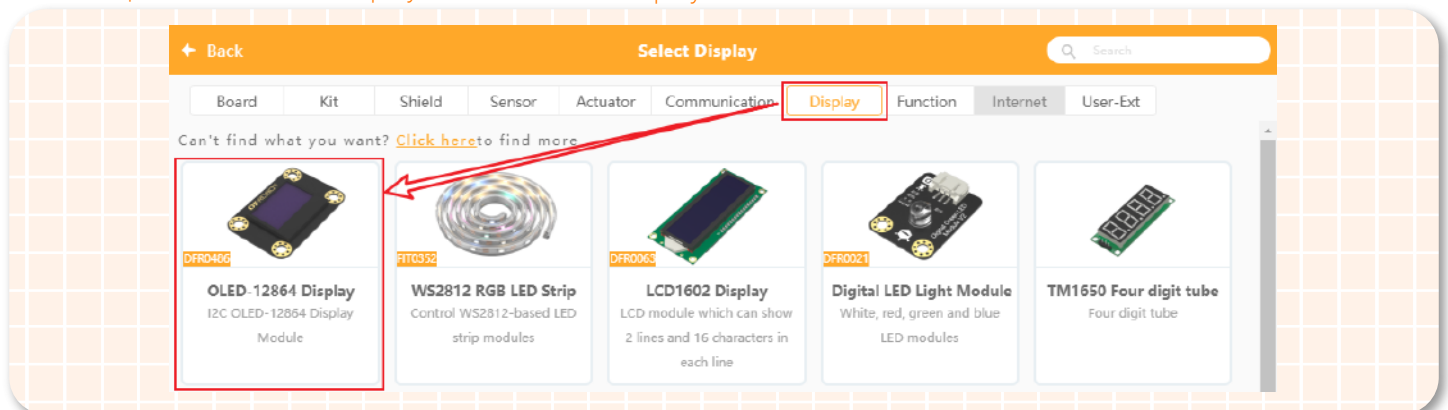 Back
Select Display
Search
Board Kit Shield Sensor Actuator Communication Display Function Internet User-Ext
Can't find what you want? Click hereto find more
DFR0486
FIT0352
DFR0063
DFR0021
OLED-12864 Display
I2C OLED-12864 Display
Module
WS2812 RGB LED Strip
Control WS2812-based LED
strip modules
LCD1602 Display
LCD module which can show
2 lines and 16 characters in
each line
Digital LED Light Module
White, red, green and blue
LED modules
TM1650 Four digit tube
Four digit tube